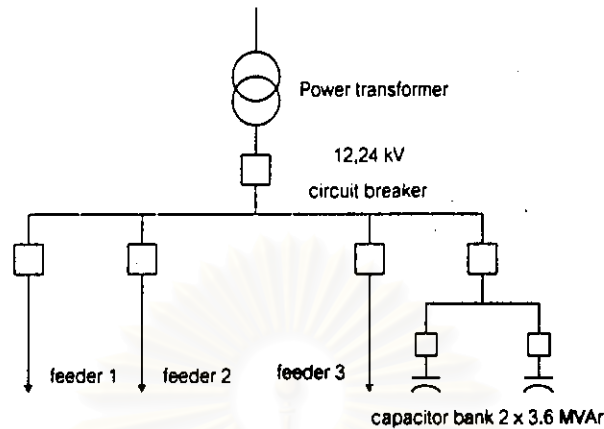 Power transformer
12,24 kV
circuit breaker
feeder 1
feeder 2
feeder 3
capacitor bank 2 x 3.6 MVAr